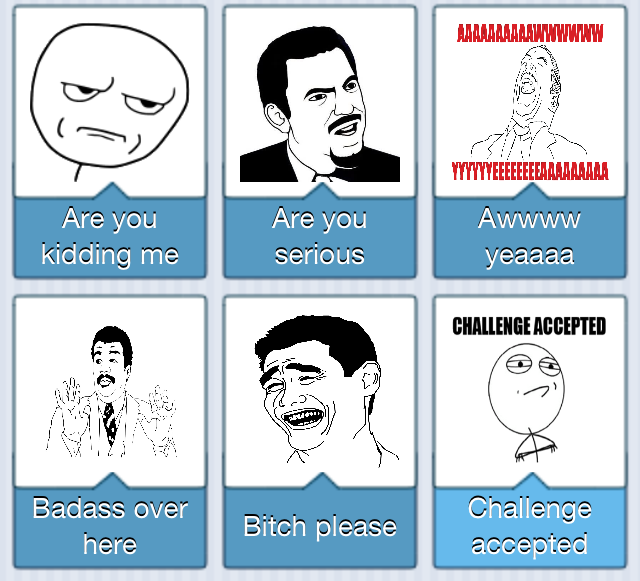 Are you
kidding me
Are you
serious
AAAAAAAAAAWWWWWW
YYYYYYEEEEEEEEAAAAAAAAA
Awwww
yeaaaa
Badass over
here
Bitch please
CHALLENGE ACCEPTED
Challenge
accepted